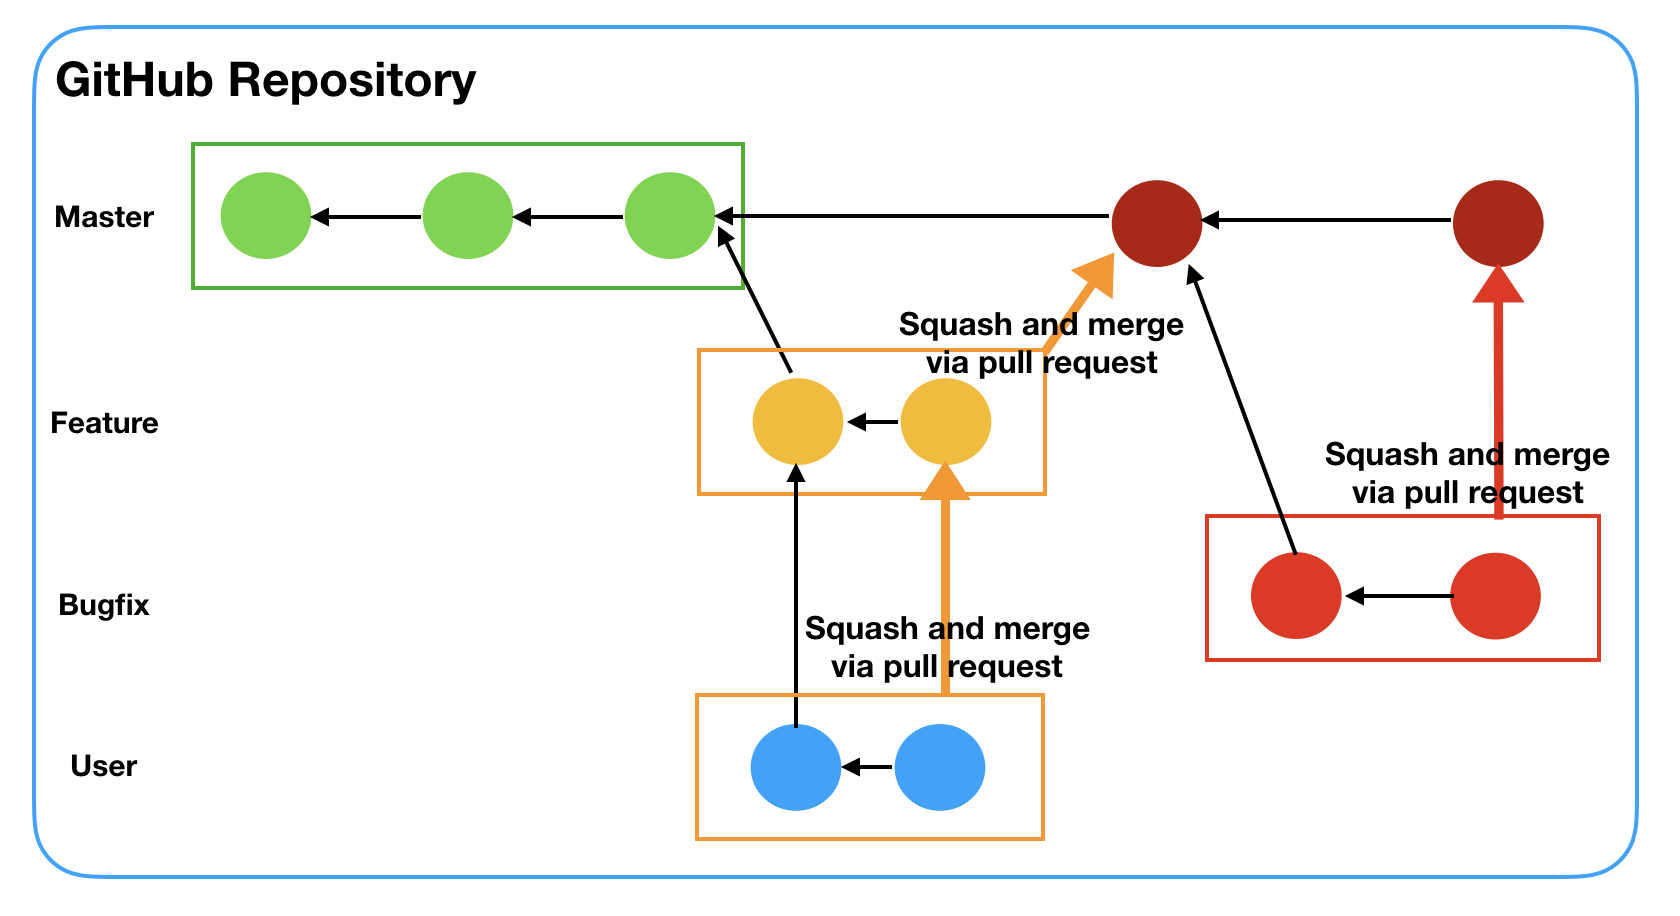 GitHub Repository
Master
Squash and merge
via pull request
Feature
Squash and merge
via pull request
Bugfix
Squash and merge
via pull request
User